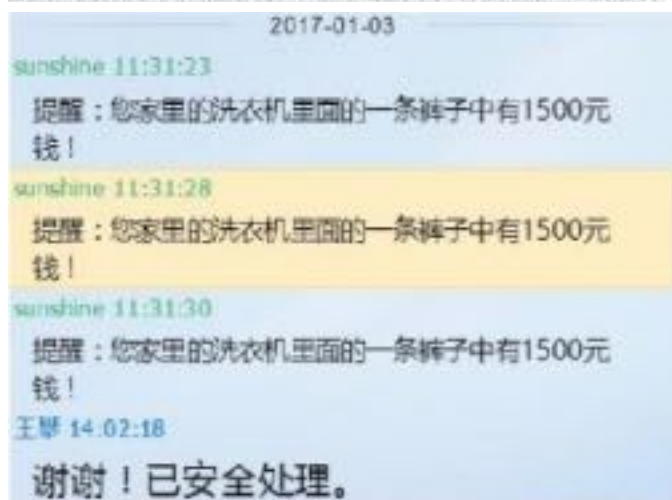 2017-01-03
sunshine 11:31:23
提醒：您家里的洗衣机里面的一条裤子中有1500元
钱！
sunshine 11:31:28
提醒：您家里的洗衣机里面的一条裤子中有1500元
钱！
sunshine 11:31:30
提醒：您家里的洗衣机里面的一条裤子中有1500元
钱！
王 14:02:18
谢谢！已安全处理。